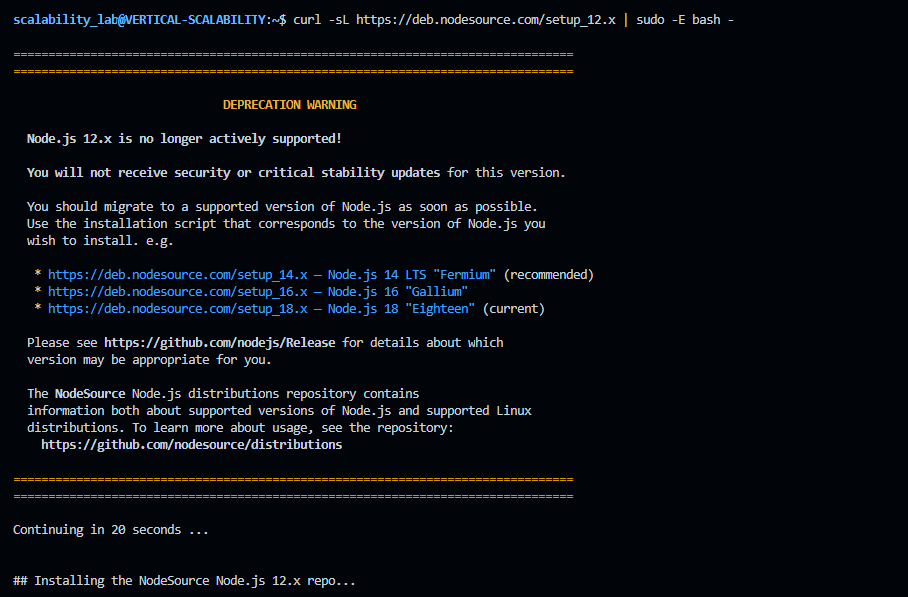 scalability_lab@VERTICAL-SCALABILITY:~$ curl -sL https://deb.nodesource.com/setup_12.x | sudo -E bash -
================================================================================
================================================================================
DEPRECATION WARNING
Node.js 12.x is no longer actively supported!
You will not receive security or critical stability updates for this version.
You should migrate to a supported version of Node.js as soon as possible.
Use the installation script that corresponds to the version of Node.js you
wish to install. e.g.
* https://deb.nodesource.com/setup_14.x — Node.js 14 LTS "Fermium" (recommended)
* https://deb.nodesource.com/setup_16.x — Node.js 16 "Gallium"
* https://deb.nodesource.com/setup_18.x — Node.js 18 "Eighteen" (current)
Please see https://github.com/nodejs/Release for details about which
version may be appropriate for you.
The NodeSource Node.js distributions repository contains
information both about supported versions of Node.js and supported Linux
distributions. To learn more about usage, see the repository:
https://github.com/nodesource/distributions
================================================================================
================================================================================
Continuing in 20 seconds ...
## Installing the NodeSource Node.js 12.x repo...